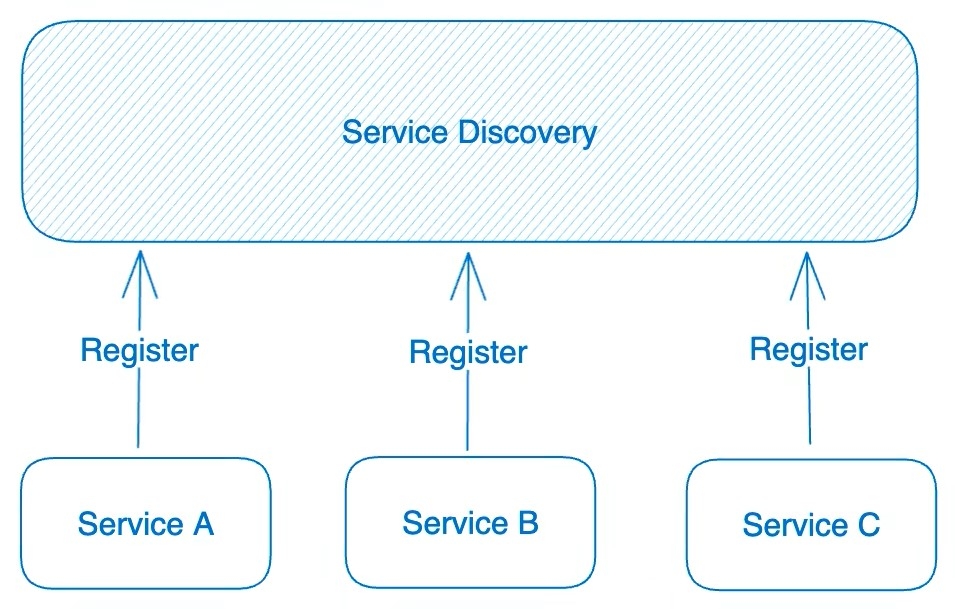 Service Discovery
Register
Register
Register
Service A
Service B
Service C